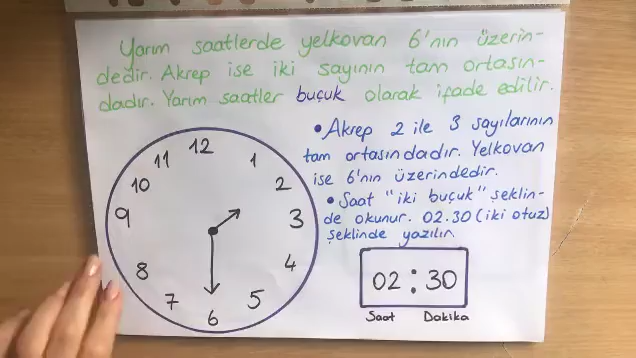 Yarım saatlerde yelkovan 6'nın üzerin-
dedir. Akrep ise iki sayının tam ortasın-
dadır. Yarım saatler buçuk olarak ifade edilir.
• Akrep 2 ile 3 sayılarının
tam ortasındadır. Yelkovan
ise 6'nın üzerindedir.
• Saat "iki buçuk" şeklin-
de okunur. 02.30 (iki otuz)
şeklinde yazılır.
12
11
1
10
2
9
3
8
4
7
5
6
02:30
Saat Dakika